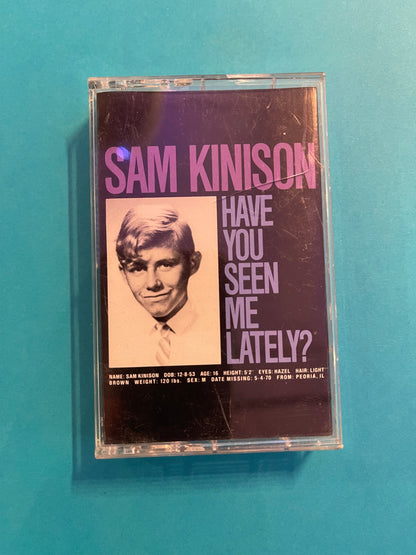 SAM KINISON
HAVE
YOU
SEEN
ME
LATELY?
NAME: SAM KINISON DOB: 12-8-53 AGE: 16 HEIGHT: 5'2" EYES: HAZEL HAIR: LIGHT
BROWN WEIGHT: 120 lbs. SEX: M DATE MISSING: 5-4-70 FROM: PEORIA, IL